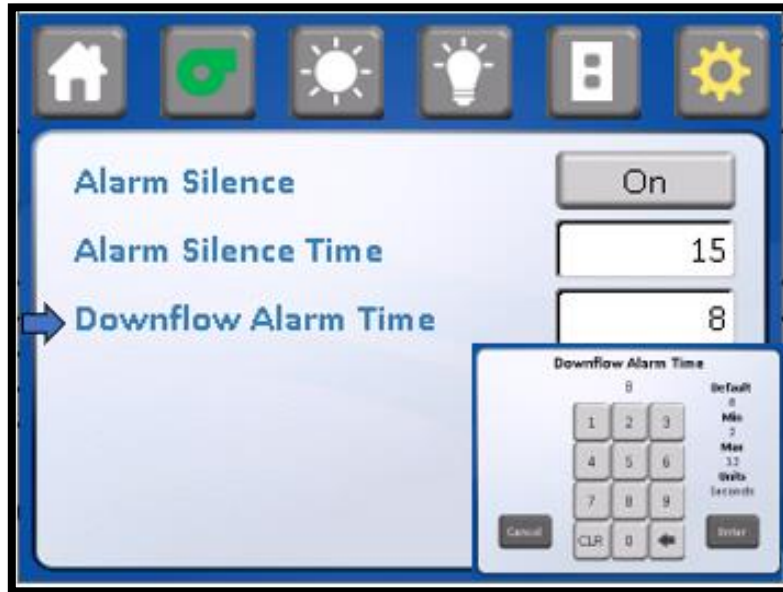 Alarm Silence
On
Alarm Silence Time
15
Downflow Alarm Time
8
Downflow Alarm Time
8
Default
8
Min
Max
Units
Seconds
1 2 3
4 5 6
7 8 9
CLR 0
Cancel
Enter